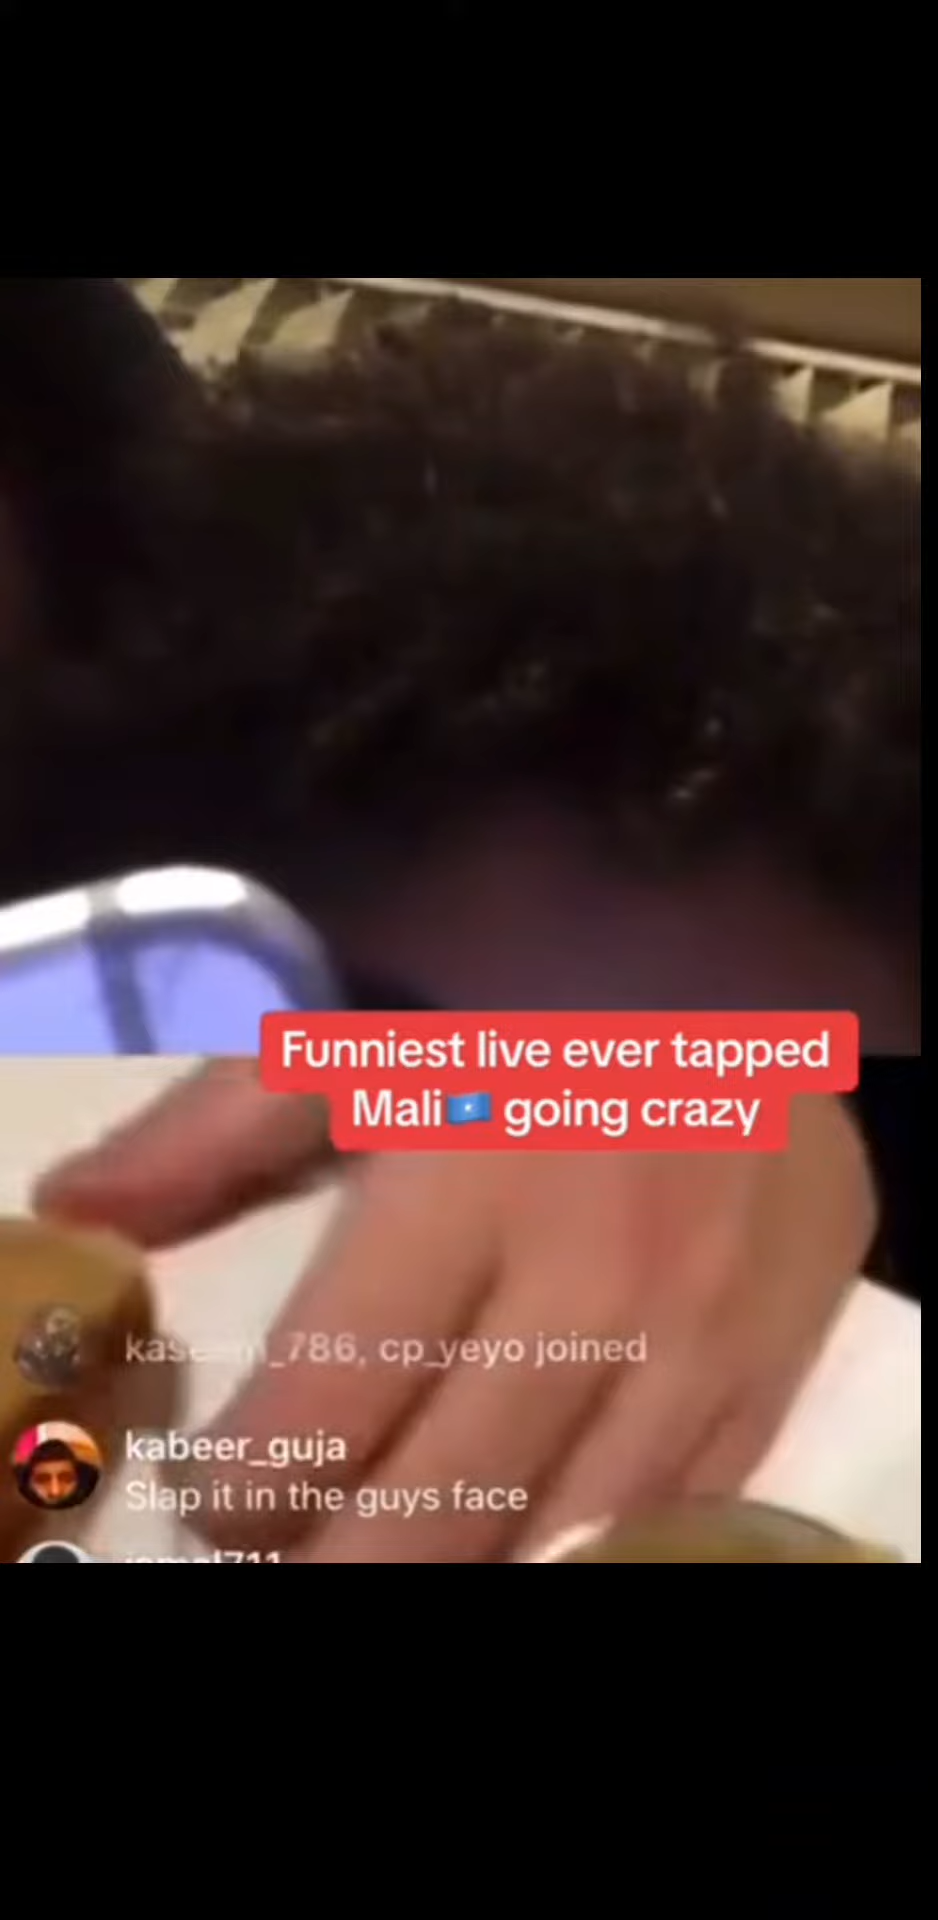 Funniest live ever tapped
Mali🇸🇴 going crazy
_786, cp_yeyo joined
kabeer_guja
Slap it in the guys face